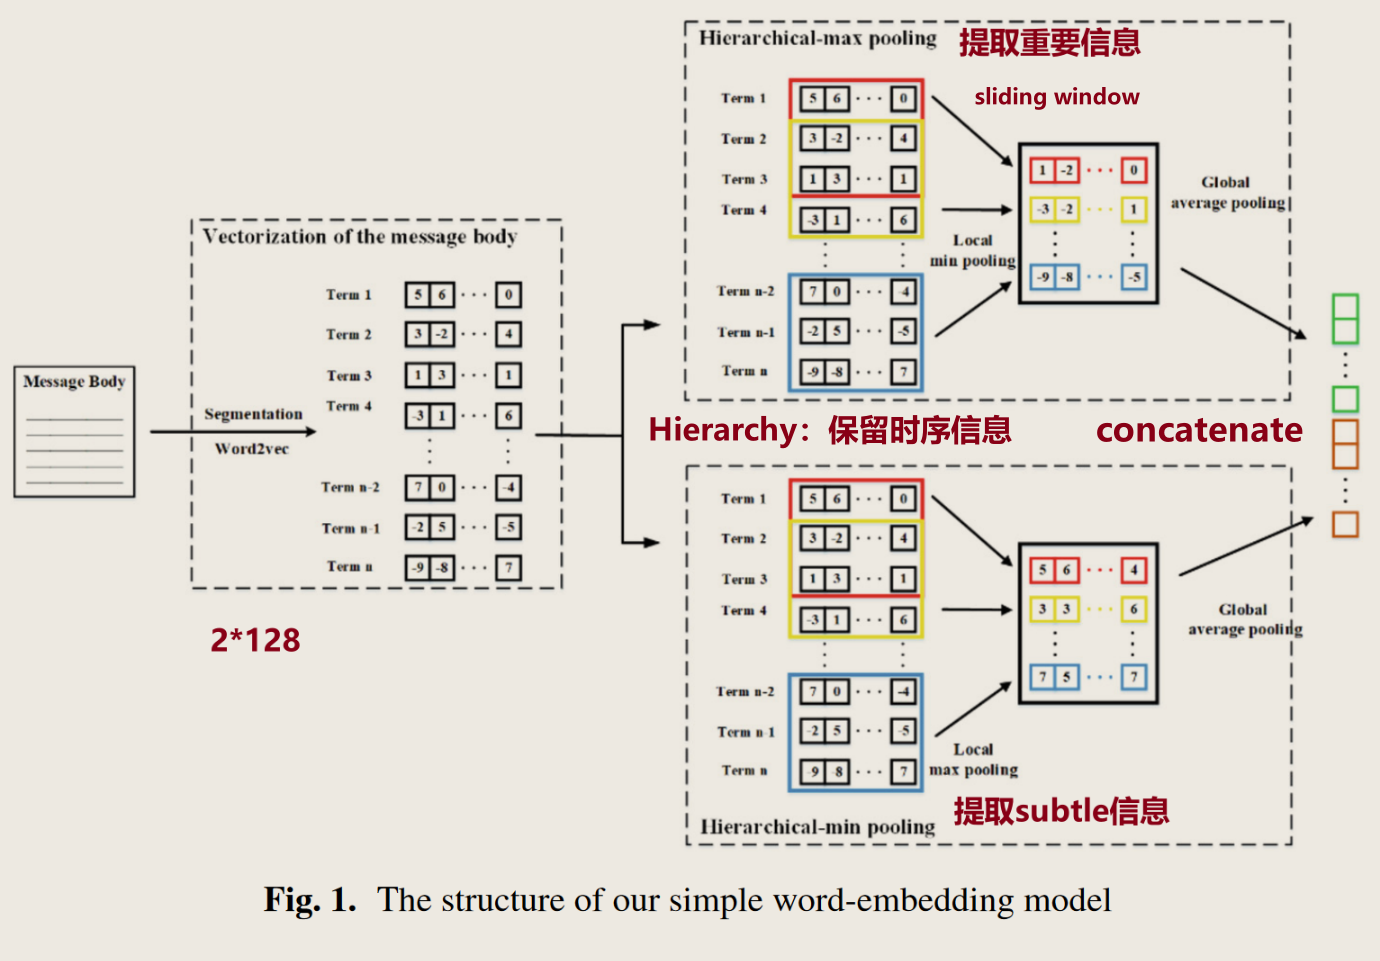 Hierarchical-max pooling 提取重要信息
Term 1 5 6 ··· 0 sliding window
Term 2 3 -2 ··· 4
Term 3 1 3 ··· 1
Term 4 -3 1 ··· 6
Term n-2 7 0 ··· -4
Term n-1 -2 5 ··· -5
Term n -9 -8 ··· 7
Local
min pooling
1 -2 ··· 0
-3 -2 ··· 1
-9 -8 ··· -5
Global
average pooling
Vectorization of the message body
Term 1 5 6 ··· 0
Term 2 3 -2 ··· 4
Term 3 1 3 ··· 1
Term 4 -3 1 ··· 6
Term n-2 7 0 ··· -4
Term n-1 -2 5 ··· -5
Term n -9 -8 ··· 7
Message Body
Segmentation
Word2vec
2*128
Hierarchy：保留时序信息
concatenate
Term 1 5 6 ··· 0
Term 2 3 -2 ··· 4
Term 3 1 3 ··· 1
Term 4 -3 1 ··· 6
Term n-2 7 0 ··· -4
Term n-1 -2 5 ··· -5
Term n -9 -8 ··· 7
Local
max pooling
5 6 ··· 4
3 3 ··· 6
7 5 ··· 7
Global
average pooling
提取subtle信息
Hierarchical-min pooling
Fig. 1. The structure of our simple word-embedding model